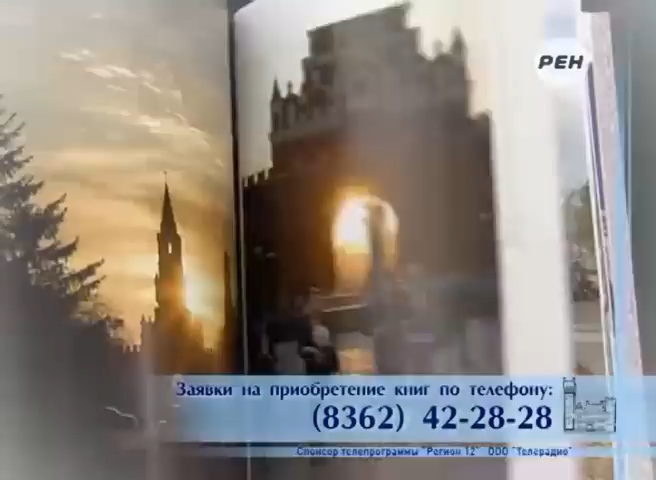 РЕН
Заявки на приобретение книг по телефону:
(8362) 42-28-28
Спонсор телепрограммы "Регион 12" ООО "Телерадио"